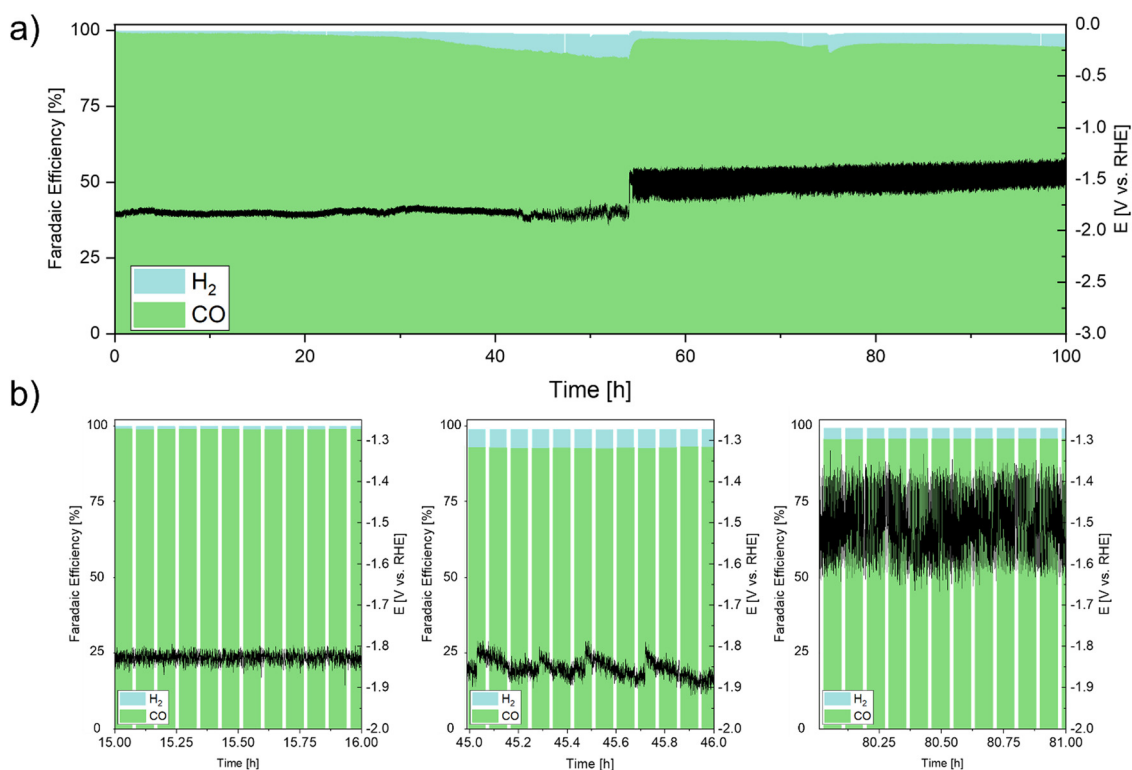 a)
100
75
50
25
0
Faradaic Efficiency [%]
0.0
-0.5
-1.0
-1.5
-2.0
-2.5
-3.0
E [V vs. RHE]
H₂
CO
0 20 40 60 80 100
Time [h]
b)
100
75
50
25
0
Faradaic Efficiency [%]
-1.3
-1.4
-1.5
-1.6
-1.7
-1.8
-1.9
-2.0
E [V vs. RHE]
H₂
CO
15.00 15.25 15.50 15.75 16.00
Time [h]
100
75
50
25
0
Faradaic Efficiency [%]
-1.3
-1.4
-1.5
-1.6
-1.7
-1.8
-1.9
-2.0
E [V vs. RHE]
H₂
CO
45.0 45.2 45.4 45.6 45.8 46.0
Time [h]
100
75
50
25
0
Faradaic Efficiency [%]
-1.3
-1.4
-1.5
-1.6
-1.7
-1.8
-1.9
-2.0
E [V vs. RHE]
H₂
CO
80.25 80.50 80.75 81.00
Time [h]